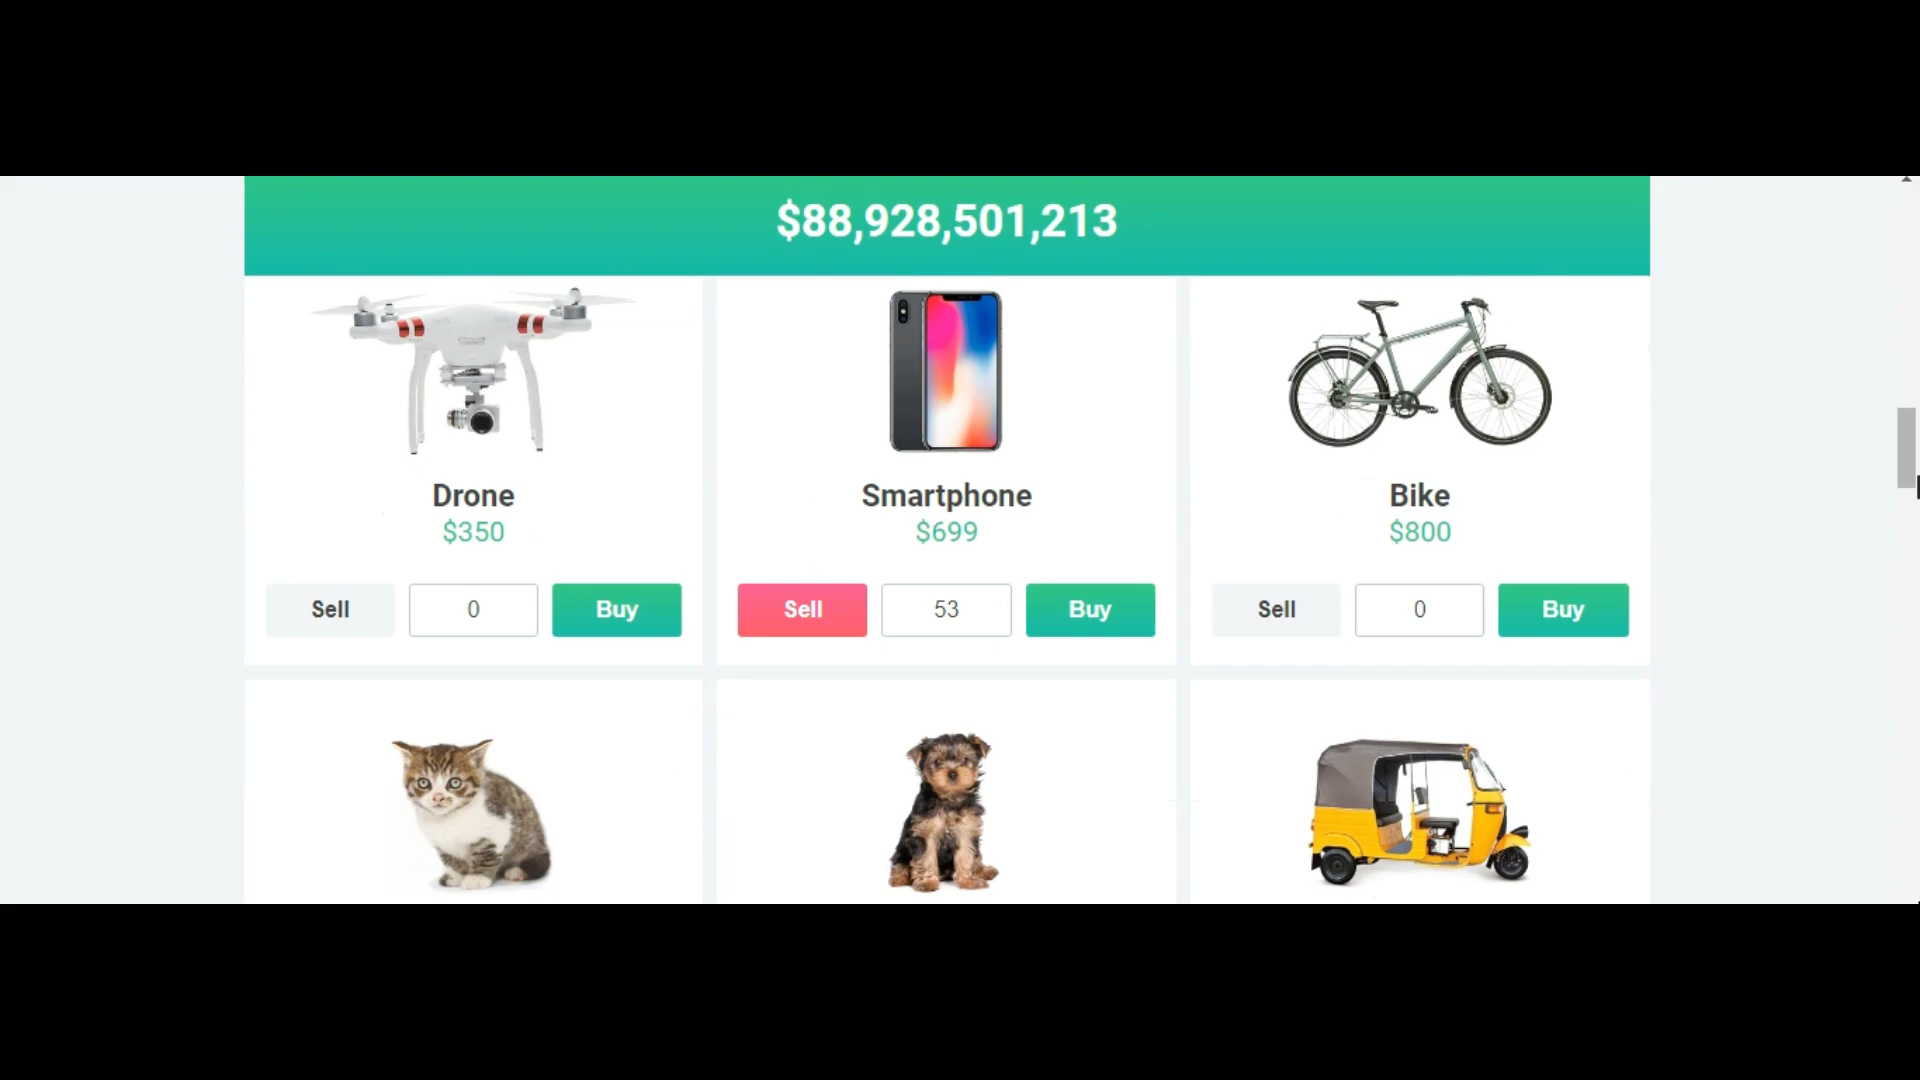 $88,928,501,213
Drone
$350
Sell
0
Buy
Smartphone
$699
Sell
53
Buy
Bike
$800
Sell
0
Buy